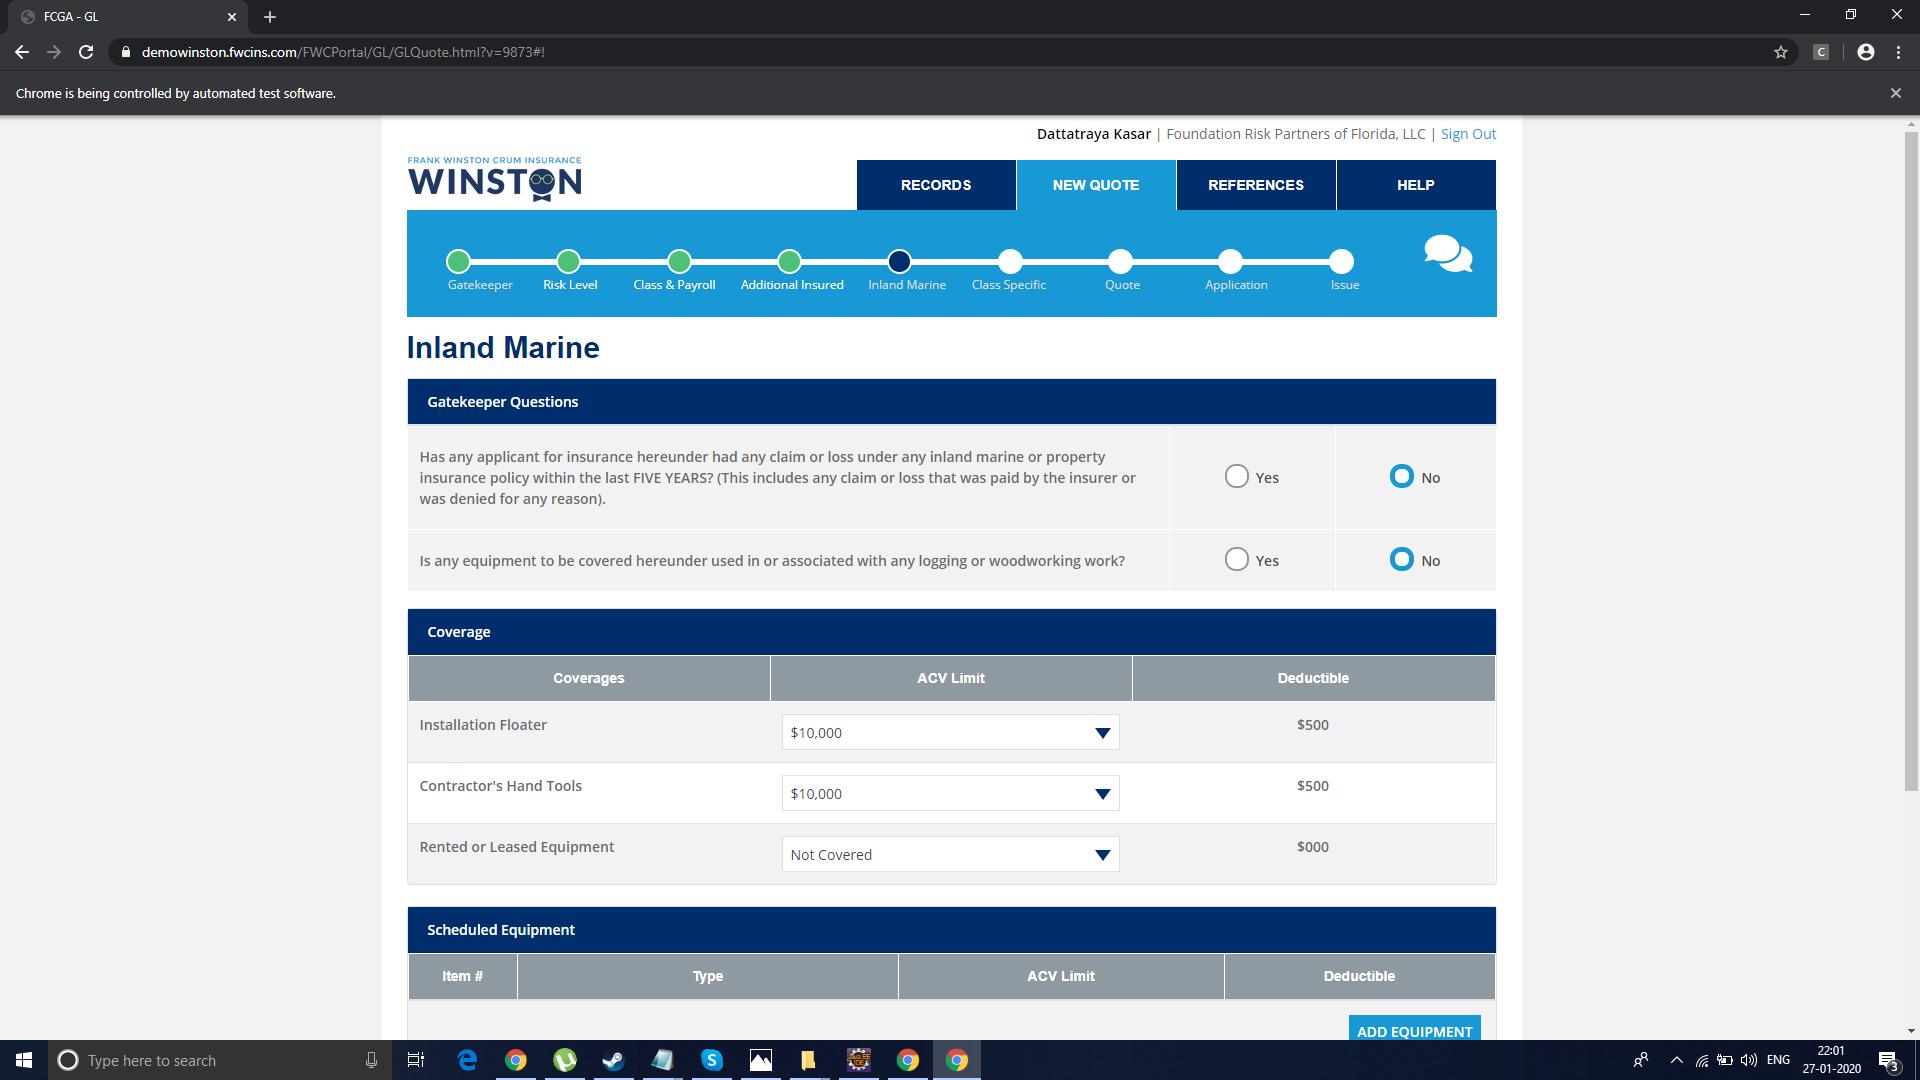 FCGA - GL
demowinston.fwcins.com/FWCPortal/GL/GLQuote.html?v=9873#!
C
Chrome is being controlled by automated test software.
Dattatraya Kasar | Foundation Risk Partners of Florida, LLC | Sign Out
FRANK WINSTON CRUM INSURANCE
WINSTON
RECORDS
NEW QUOTE
REFERENCES
HELP
Gatekeeper
Risk Level
Class & Payroll
Additional Insured
Inland Marine
Class Specific
Quote
Application
Issue
Inland Marine
Gatekeeper Questions
Has any applicant for insurance hereunder had any claim or loss under any inland marine or property
insurance policy within the last FIVE YEARS? (This includes any claim or loss that was paid by the insurer or
was denied for any reason).
Yes
No
Is any equipment to be covered hereunder used in or associated with any logging or woodworking work?
Yes
No
Coverage
Coverages
ACV Limit
Deductible
Installation Floater
$10,000
$500
Contractor's Hand Tools
$10,000
$500
Rented or Leased Equipment
Not Covered
$000
Scheduled Equipment
Item #
Type
ACV Limit
Deductible
ADD EQUIPMENT
Type here to search
ENG
22:01
27-01-2020
3